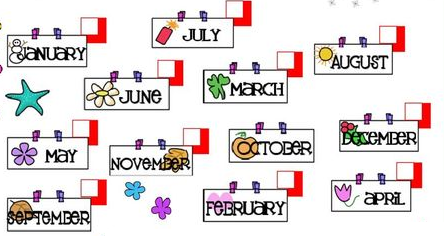 JANUARY
JULY
AUGUST
JUNE
MARCH
MAY
NOVEMBER
OCTOBER
DECEMBER
SEPTEMBER
FEBRUARY
APRIL